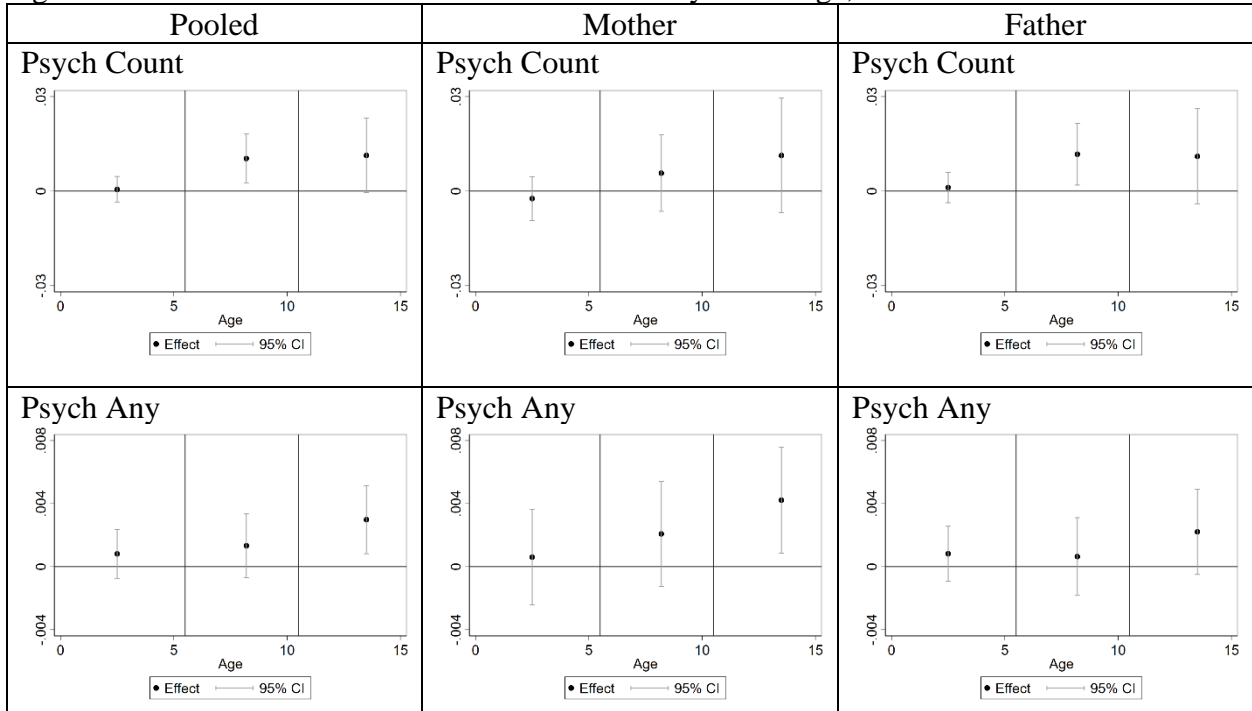 Pooled Mother Father
Psych Count Psych Count Psych Count
.03 .03 .03
0 0 0
-.03 -.03 -.03
0 5 10 15 0 5 10 15 0 5 10 15
Age Age Age
Effect 95% CI Effect 95% CI Effect 95% CI
Psych Any Psych Any Psych Any
.008 .008 .008
.004 .004 .004
0 0 0
-.004 -.004 -.004
0 5 10 15 0 5 10 15 0 5 10 15
Age Age Age
Effect 95% CI Effect 95% CI Effect 95% CI